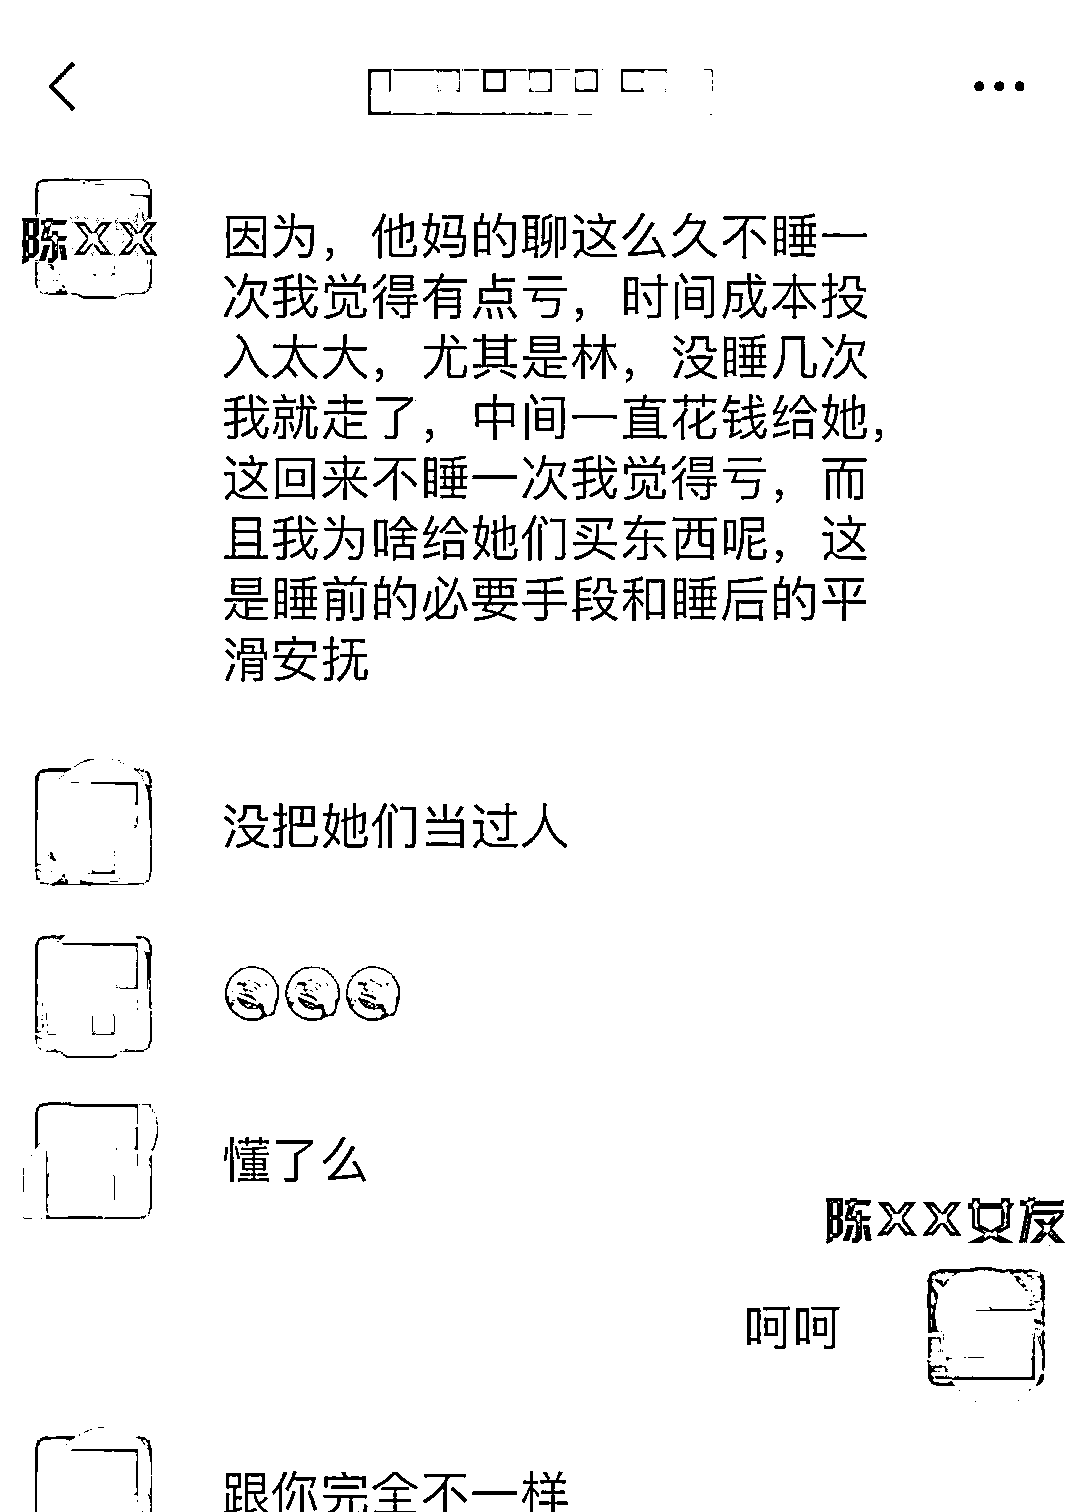 陈XX
因为，他妈的聊这么久不睡一
次我觉得有点亏，时间成本投
入太大，尤其是林，没睡几次
我就走了，中间一直花钱给她，
这回来不睡一次我觉得亏，而
且我为啥给她们买东西呢，这
是睡前的必要手段和睡后的平
滑安抚
没把她们当过人
懂了么
陈XX女友
呵呵
跟你完全不一样